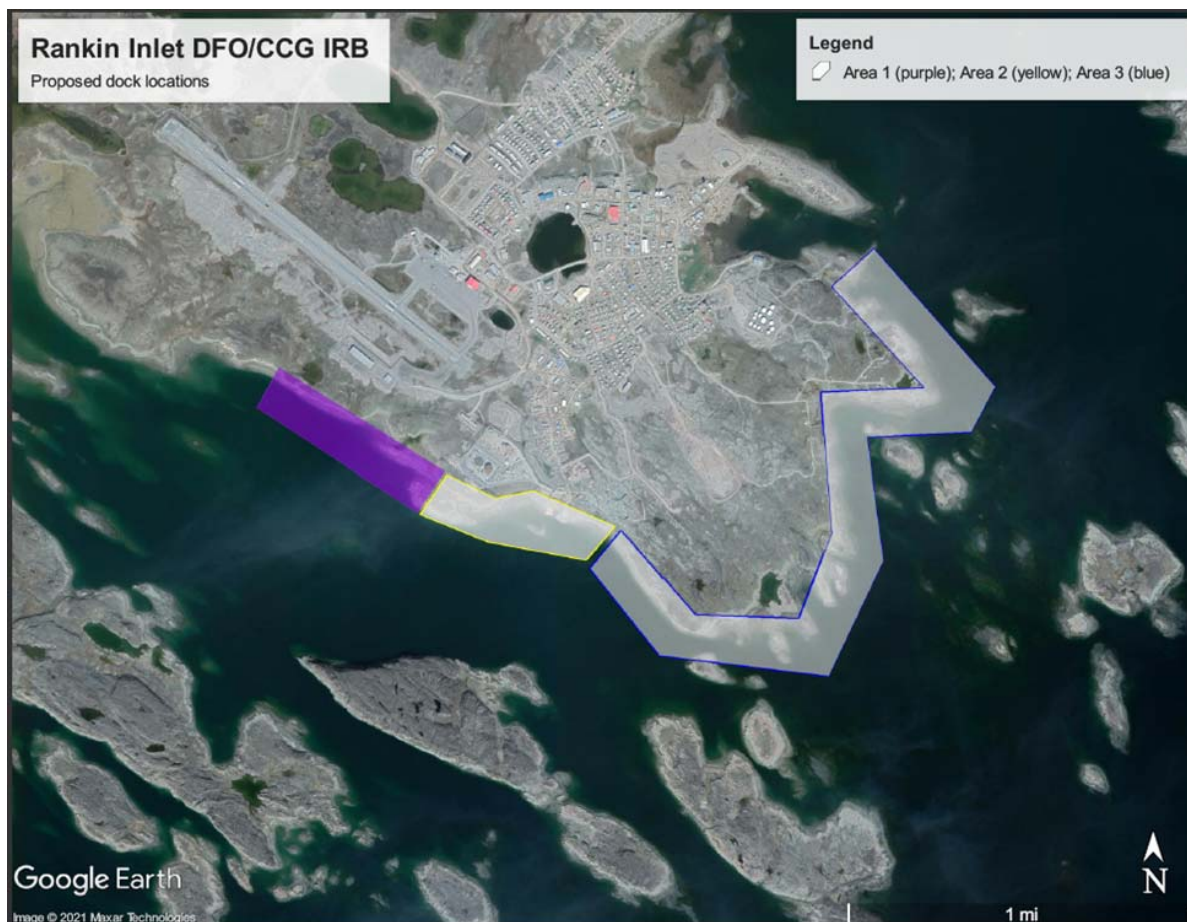 Rankin Inlet DFO/CCG IRB
Proposed dock locations
Legend
Area 1 (purple); Area 2 (yellow); Area 3 (blue)
Google Earth
Image © 2021 Maxar Technologies
N
1 mi